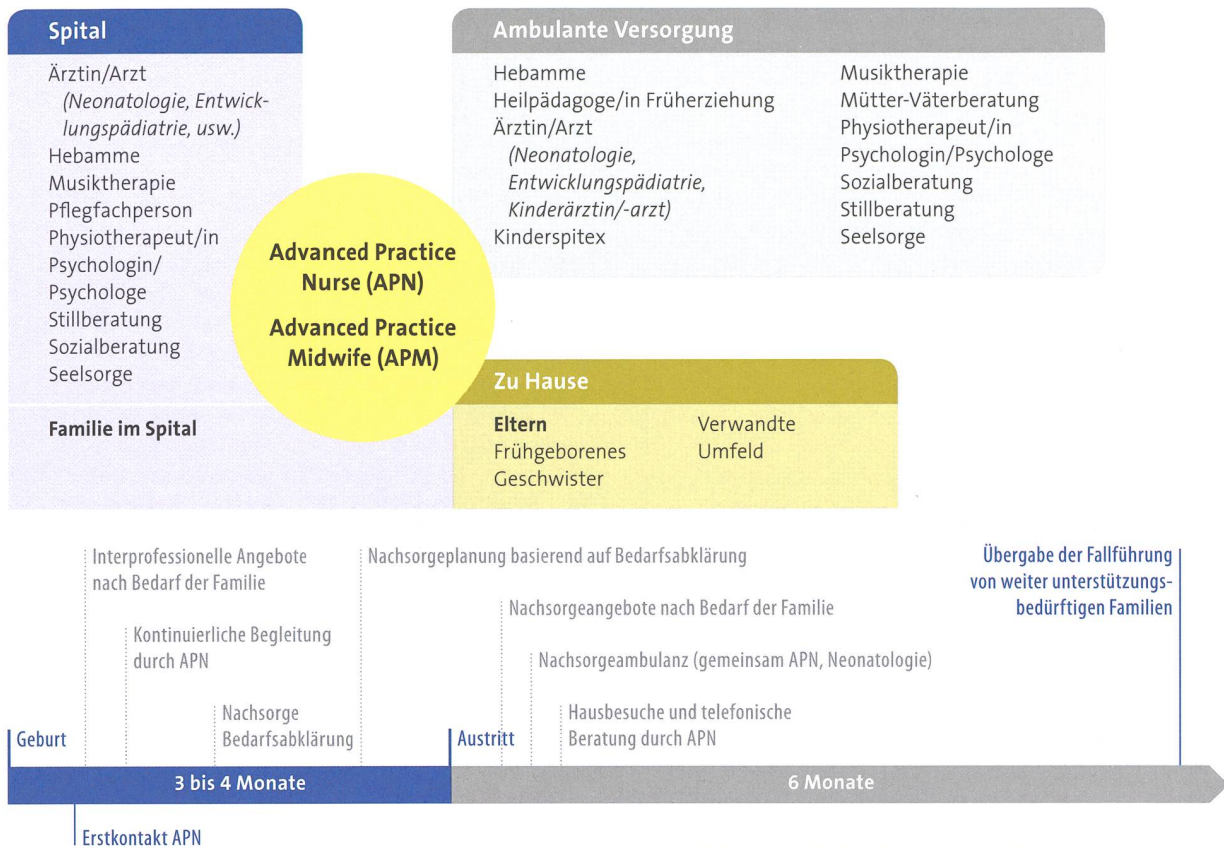 Spital
Ärztin/Arzt
(Neonatologie, Entwick-
lungspädiatrie, usw.)
Hebamme
Musiktherapie
Pflegfachperson
Physiotherapeut/in
Psychologin/
Psychologe
Stillberatung
Sozialberatung
Seelsorge
Familie im Spital
Advanced Practice
Nurse (APN)
Advanced Practice
Midwife (APM)
Ambulante Versorgung
Hebamme
Heilpädagoge/in Früherziehung
Ärztin/Arzt
(Neonatologie,
Entwicklungspädiatrie,
Kinderärztin/-arzt)
Kinderspitex
Musiktherapie
Mütter-Väterberatung
Physiotherapeut/in
Psychologin/Psychologe
Sozialberatung
Stillberatung
Seelsorge
Zu Hause
Eltern
Frühgeborenes
Geschwister
Verwandte
Umfeld
Interprofessionelle Angebote
nach Bedarf der Familie
Kontinuierliche Begleitung
durch APN
Nachsorge
Bedarfsabklärung
Nachsorgeplanung basierend auf Bedarfsabklärung
Nachsorgeangebote nach Bedarf der Familie
Nachsorgeambulanz (gemeinsam APN, Neonatologie)
Hausbesuche und telefonische
Beratung durch APN
Übergabe der Fallführung
von weiter unterstützungs-
bedürftigen Familien
Geburt
Austritt
3 bis 4 Monate
6 Monate
Erstkontakt APN